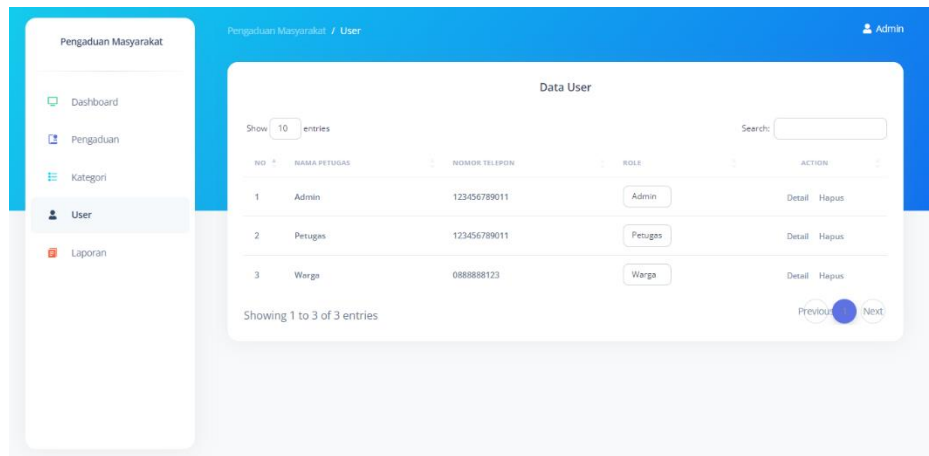 Pengaduan Masyarakat
Dashboard
Pengaduan
Kategori
User
Laporan
Pengaduan Masyarakat / User
Admin
Data User
Show 10 entries
Search:
NO NAMA PETUGAS NOMOR TELEPON ROLE ACTION
1 Admin 123456789011 Admin Detail Hapus
2 Petugas 123456789011 Petugas Detail Hapus
3 Warga 0888888123 Warga Detail Hapus
Showing 1 to 3 of 3 entries
Previous 1 Next